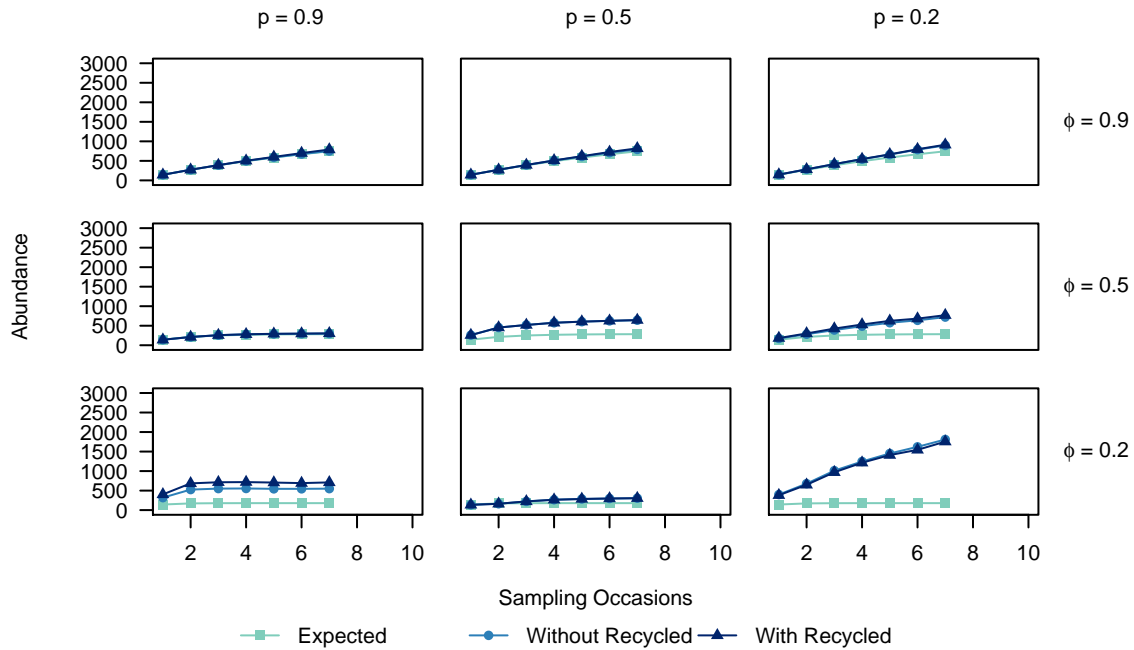 p = 0.9 p = 0.5 p = 0.2
3000
2500
2000
1500
1000
500
0
ϕ = 0.9
3000
2500
2000
1500
1000
500
0
ϕ = 0.5
Abundance
3000
2500
2000
1500
1000
500
0
ϕ = 0.2
2 4 6 8 10 2 4 6 8 10 2 4 6 8 10
Sampling Occasions
Expected Without Recycled With Recycled